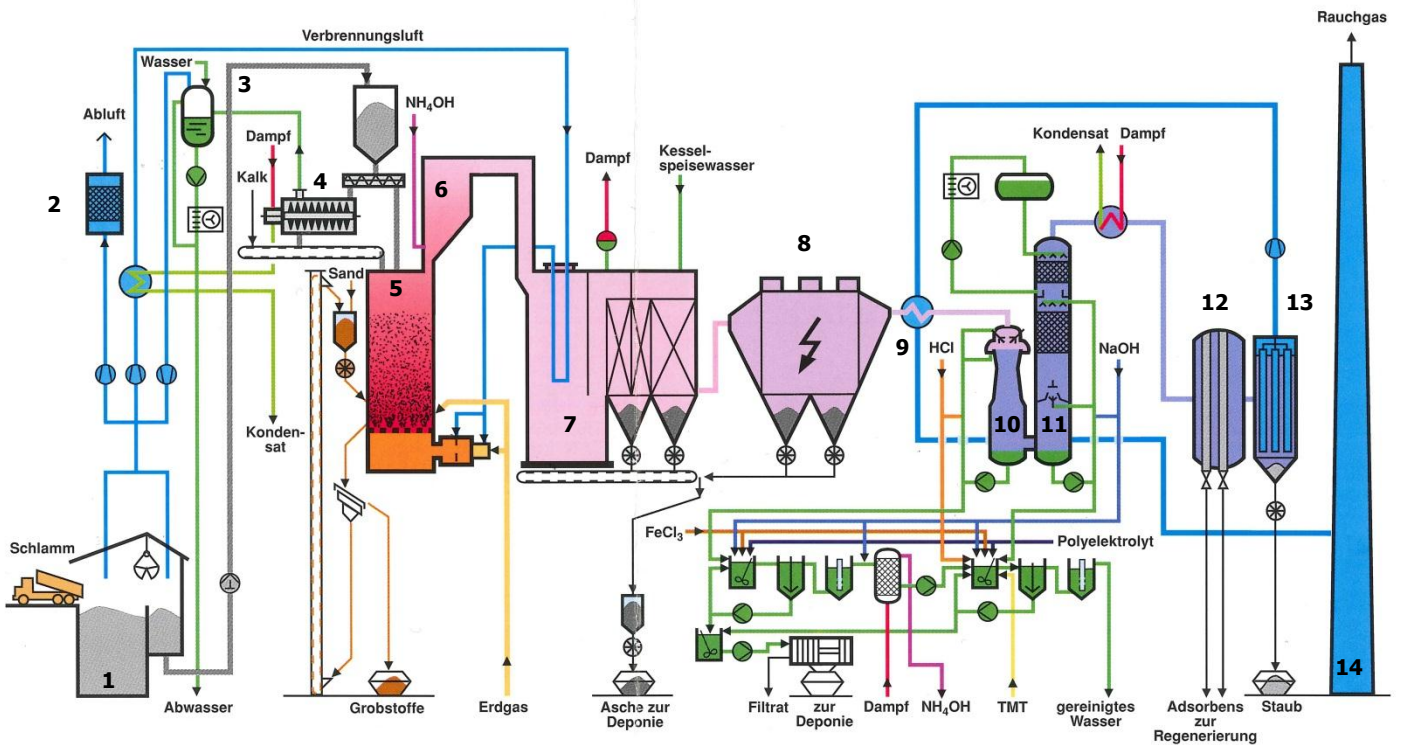 Rauchgas
Verbrennungsluft
Wasser
3
NH₄OH
Abluft
Dampf
Kondensat
Dampf
Dampf
Kessel-
speisewasser
Kalk
4
6
2
8
5
Sand
12
13
9
HCl
NaOH
7
10
11
Konden-
sat
FeCl₃
Polyelektrolyt
Schlamm
1
14
Abwasser
Grobstoffe
Erdgas
Asche zur
Deponie
Filtrat
zur
Deponie
Dampf
NH₄OH
TMT
gereinigtes
Wasser
Adsorbens
zur
Regenerierung
Staub